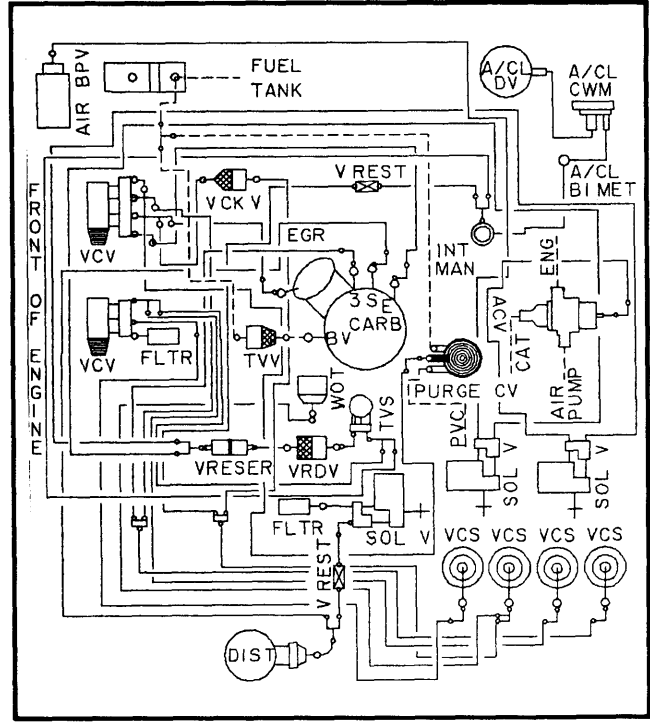 AIR BPV
FUEL
TANK
A/CL
DV
A/CL
CWM
A/CL
BIMET
V REST
VCK V
EGR
INT
MAN
ENG
VCV
FRONT OF ENGINE
3 S E
CARB
BV
ACV
CAT
AIR
PUMP
VCV
FLTR
TVV
WOT
TVS
PURGE CV
PVCI
VRESER
VRDV
SOL V
SOL V
FLTR
SOL V
V REST
VCS
VCS
VCS
VCS
DIST